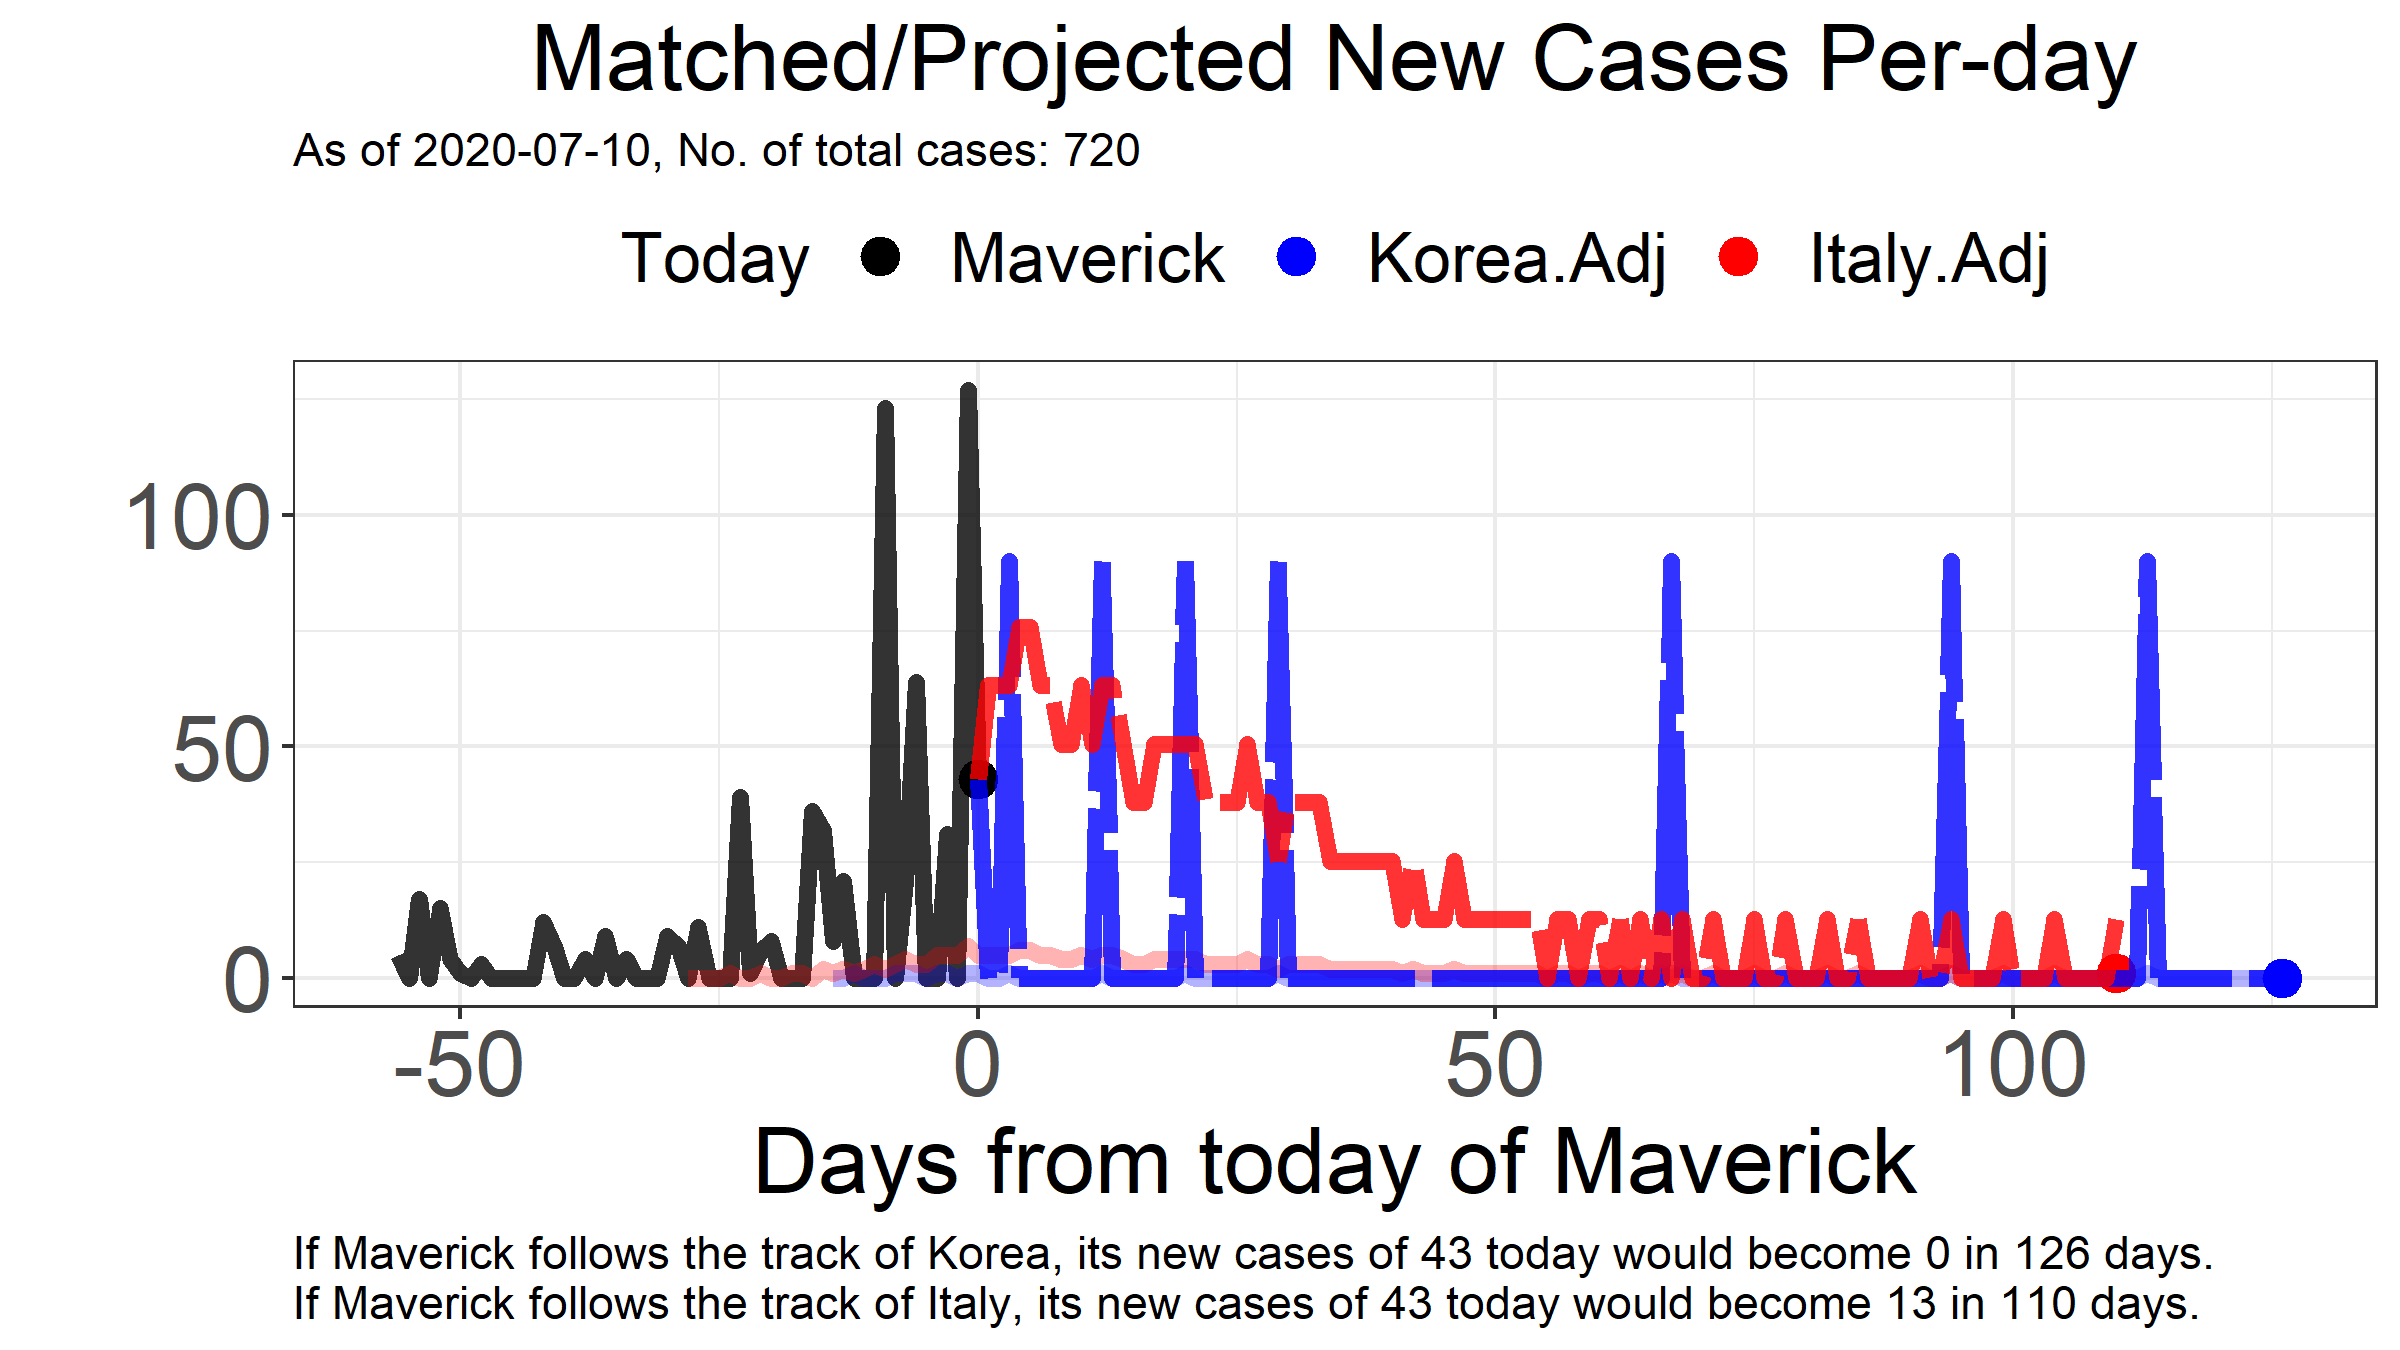 Matched/Projected New Cases Per-day
As of 2020-07-10, No. of total cases: 720
Today Maverick Korea.Adj Italy.Adj
100
50
0
-50 0 50 100
Days from today of Maverick
If Maverick follows the track of Korea, its new cases of 43 today would become 0 in 126 days.
If Maverick follows the track of Italy, its new cases of 43 today would become 13 in 110 days.